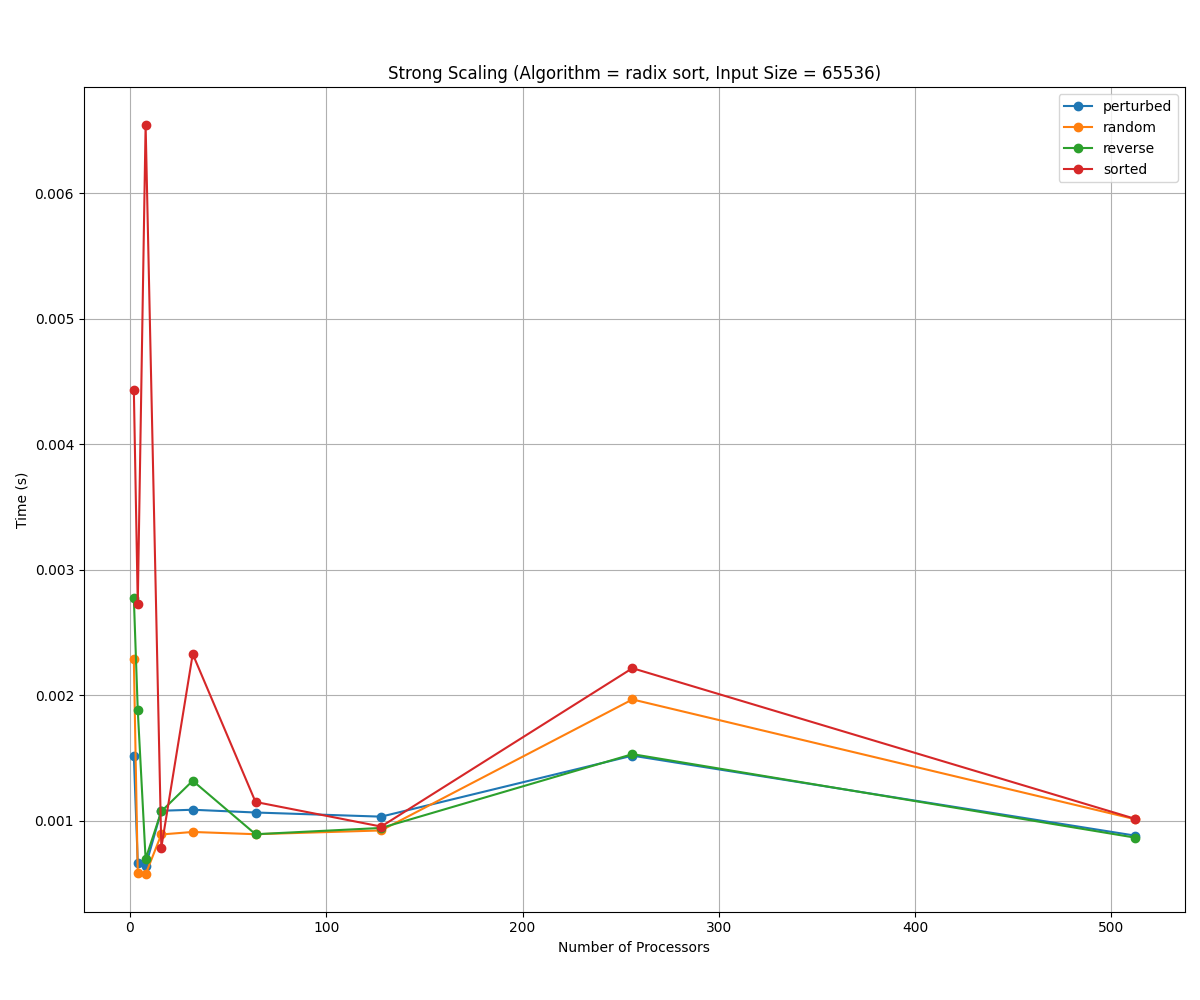 Strong Scaling (Algorithm = radix sort, Input Size = 65536)
perturbed
random
reverse
sorted
0.006
0.005
0.004
0.003
0.002
0.001
Time (s)
0 100 200 300 400 500
Number of Processors